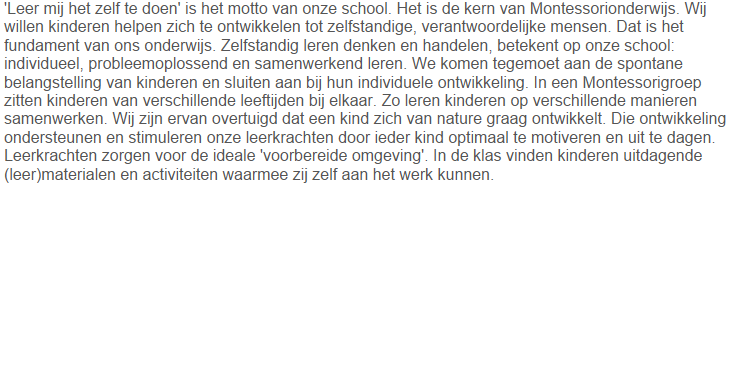 'Leer mij het zelf te doen' is het motto van onze school. Het is de kern van Montessorionderwijs. Wij
willen kinderen helpen zich te ontwikkelen tot zelfstandige, verantwoordelijke mensen. Dat is het
fundament van ons onderwijs. Zelfstandig leren denken en handelen, betekent op onze school:
individueel, probleemoplossend en samenwerkend leren. We komen tegemoet aan de spontane
belangstelling van kinderen en sluiten aan bij hun individuele ontwikkeling. In een Montessorigroep
zitten kinderen van verschillende leeftijden bij elkaar. Zo leren kinderen op verschillende manieren
samenwerken. Wij zijn ervan overtuigd dat een kind zich van nature graag ontwikkelt. Die ontwikkeling
ondersteunen en stimuleren onze leerkrachten door ieder kind optimaal te motiveren en uit te dagen.
Leerkrachten zorgen voor de ideale 'voorbereide omgeving'. In de klas vinden kinderen uitdagende
(leer)materialen en activiteiten waarmee zij zelf aan het werk kunnen.